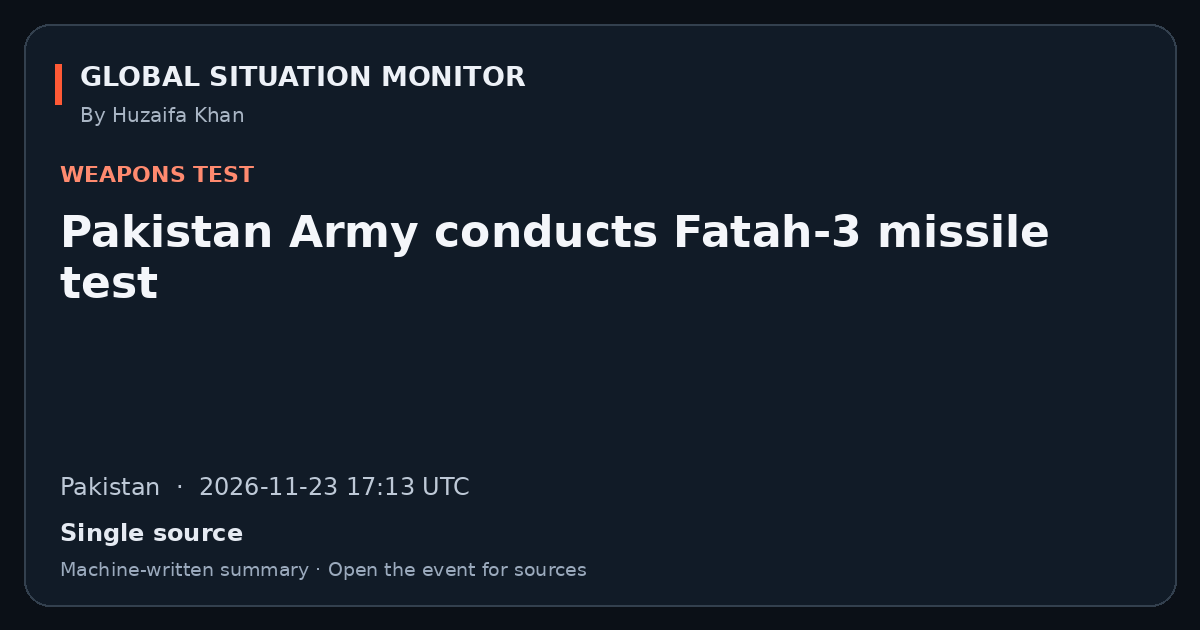 GLOBAL SITUATION MONITOR
By Huzaifa Khan
WEAPONS TEST
Pakistan Army conducts Fatah-3 missile
test
Pakistan · 2026-11-23 17:13 UTC
Single source
Machine-written summary · Open the event for sources